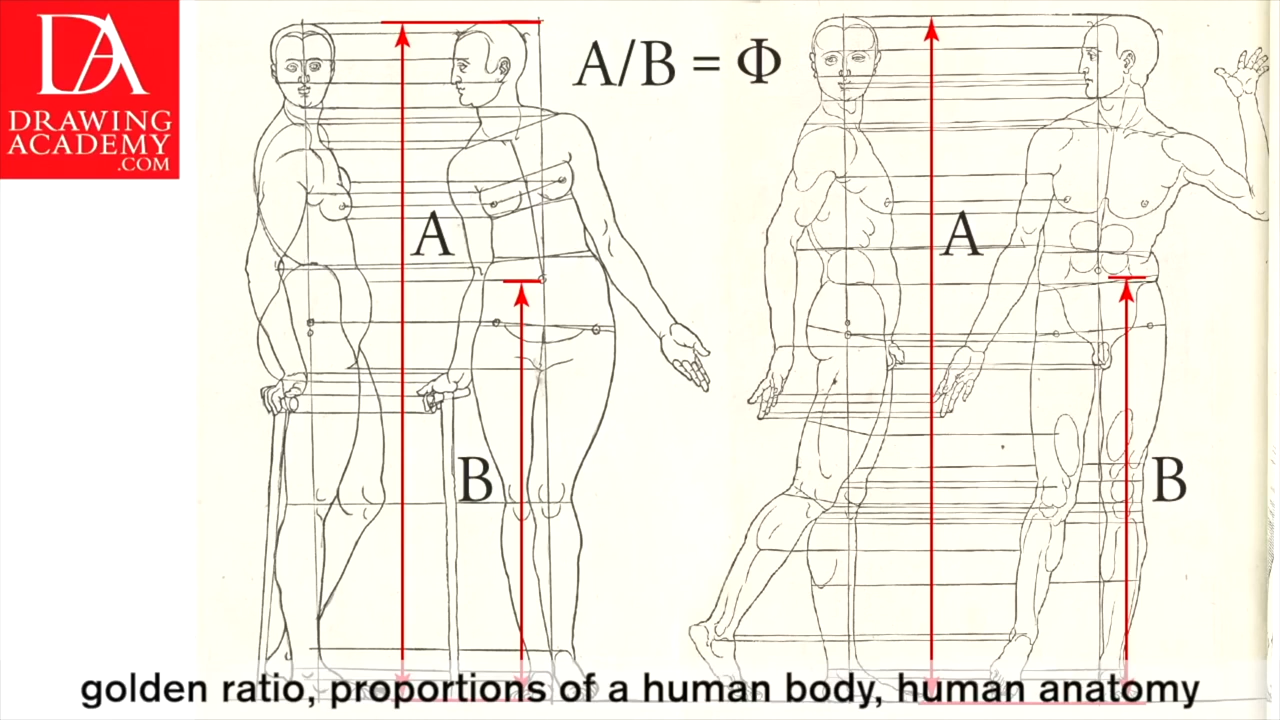 DA
DRAWING
ACADEMY
.COM
A/B = Φ
A
A
B
B
golden ratio, proportions of a human body, human anatomy